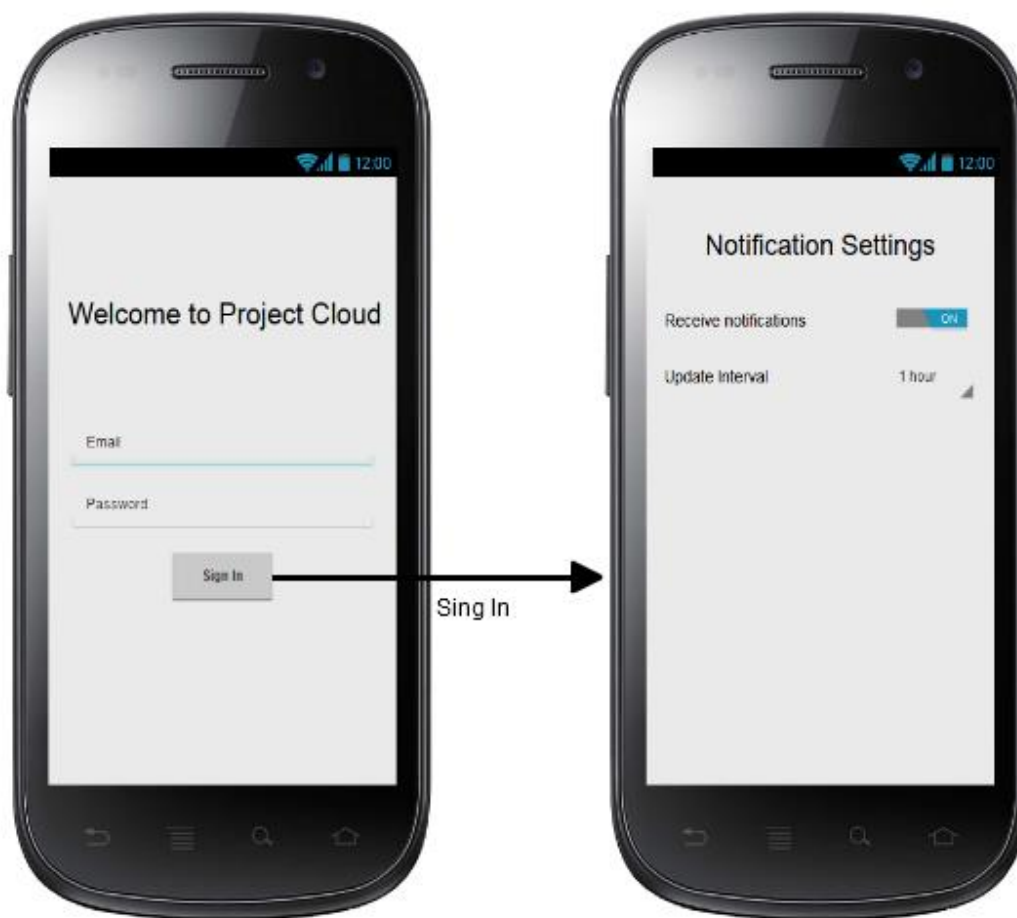 12:00
Welcome to Project Cloud
Email
Password
Sign In
Sing In
12:00
Notification Settings
Receive notifications
ON
Update Interval
1 hour